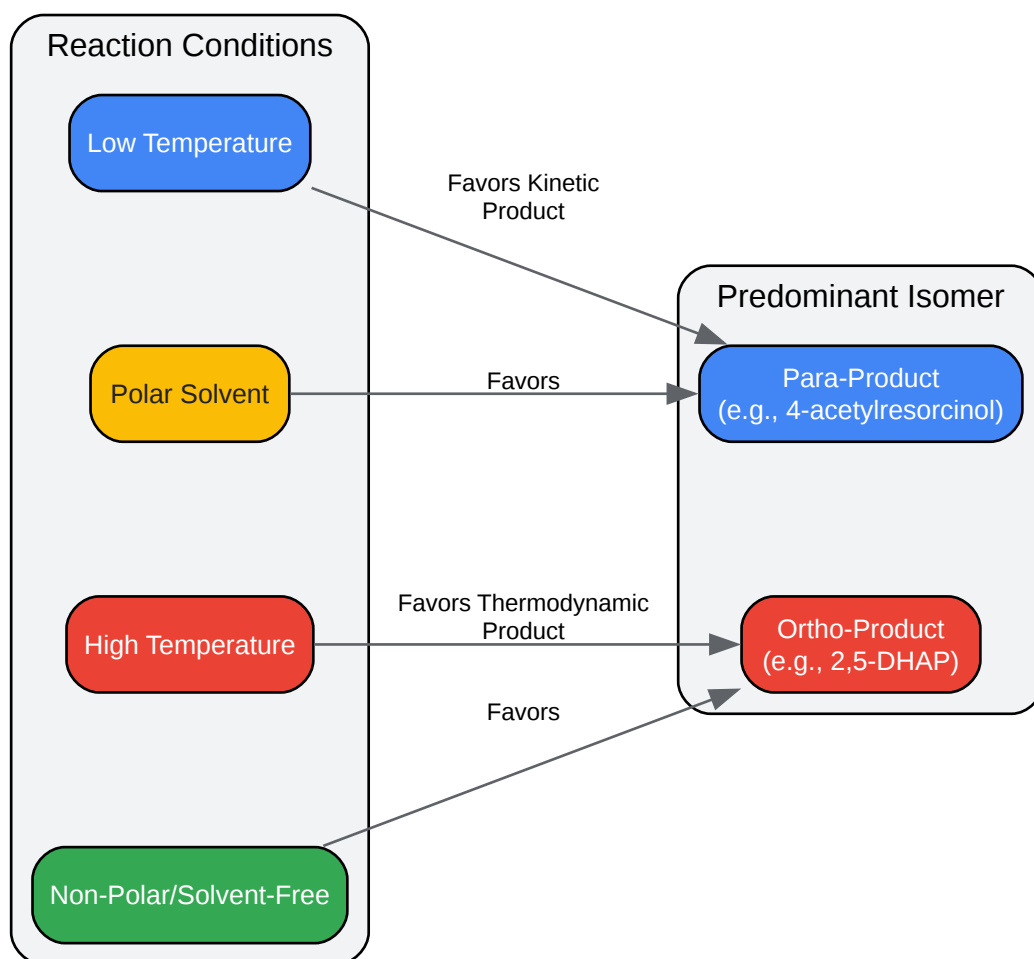 Reaction Conditions
Low Temperature
Favors Kinetic
Product
Predominant Isomer
Polar Solvent
Favors
Para-Product
(e.g., 4-acetylresorcinol)
High Temperature
Favors Thermodynamic
Product
Ortho-Product
(e.g., 2,5-DHAP)
Favors
Non-Polar/Solvent-Free